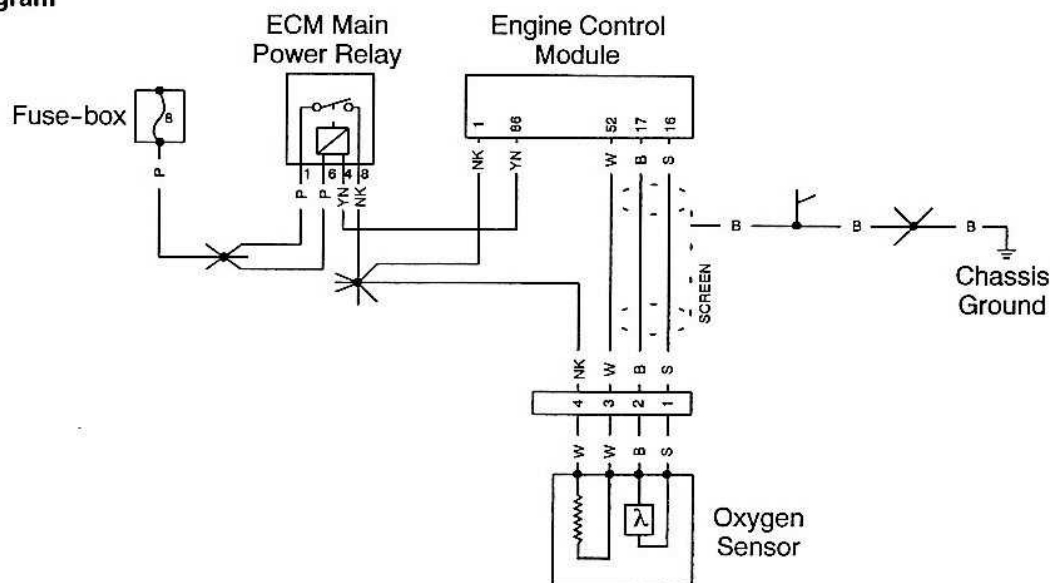 gram
ECM Main
Power Relay
Engine Control
Module
Fuse-box
8
1 86 52 17 16
1 6 4 8
P
P P YN NK
NK YN W B S
B B B
SCREEN
Chassis
Ground
NK W B S
4 3 2 1
W W B S
λ
Oxygen
Sensor